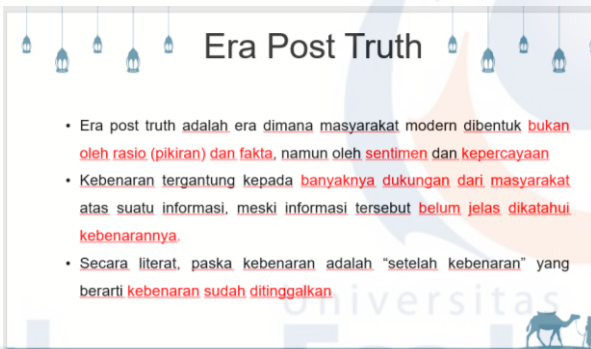 Era Post Truth
• Era post truth adalah era dimana masyarakat modern dibentuk bukan
oleh rasio (pikiran) dan fakta, namun oleh sentimen dan kepercayaan
• Kebenaran tergantung kepada banyaknya dukungan dari masyarakat
atas suatu informasi, meski informasi tersebut belum jelas dikatahui
kebenarannya.
• Secara literat, paska kebenaran adalah “setelah kebenaran” yang
berarti kebenaran sudah ditinggalkan
Universitas